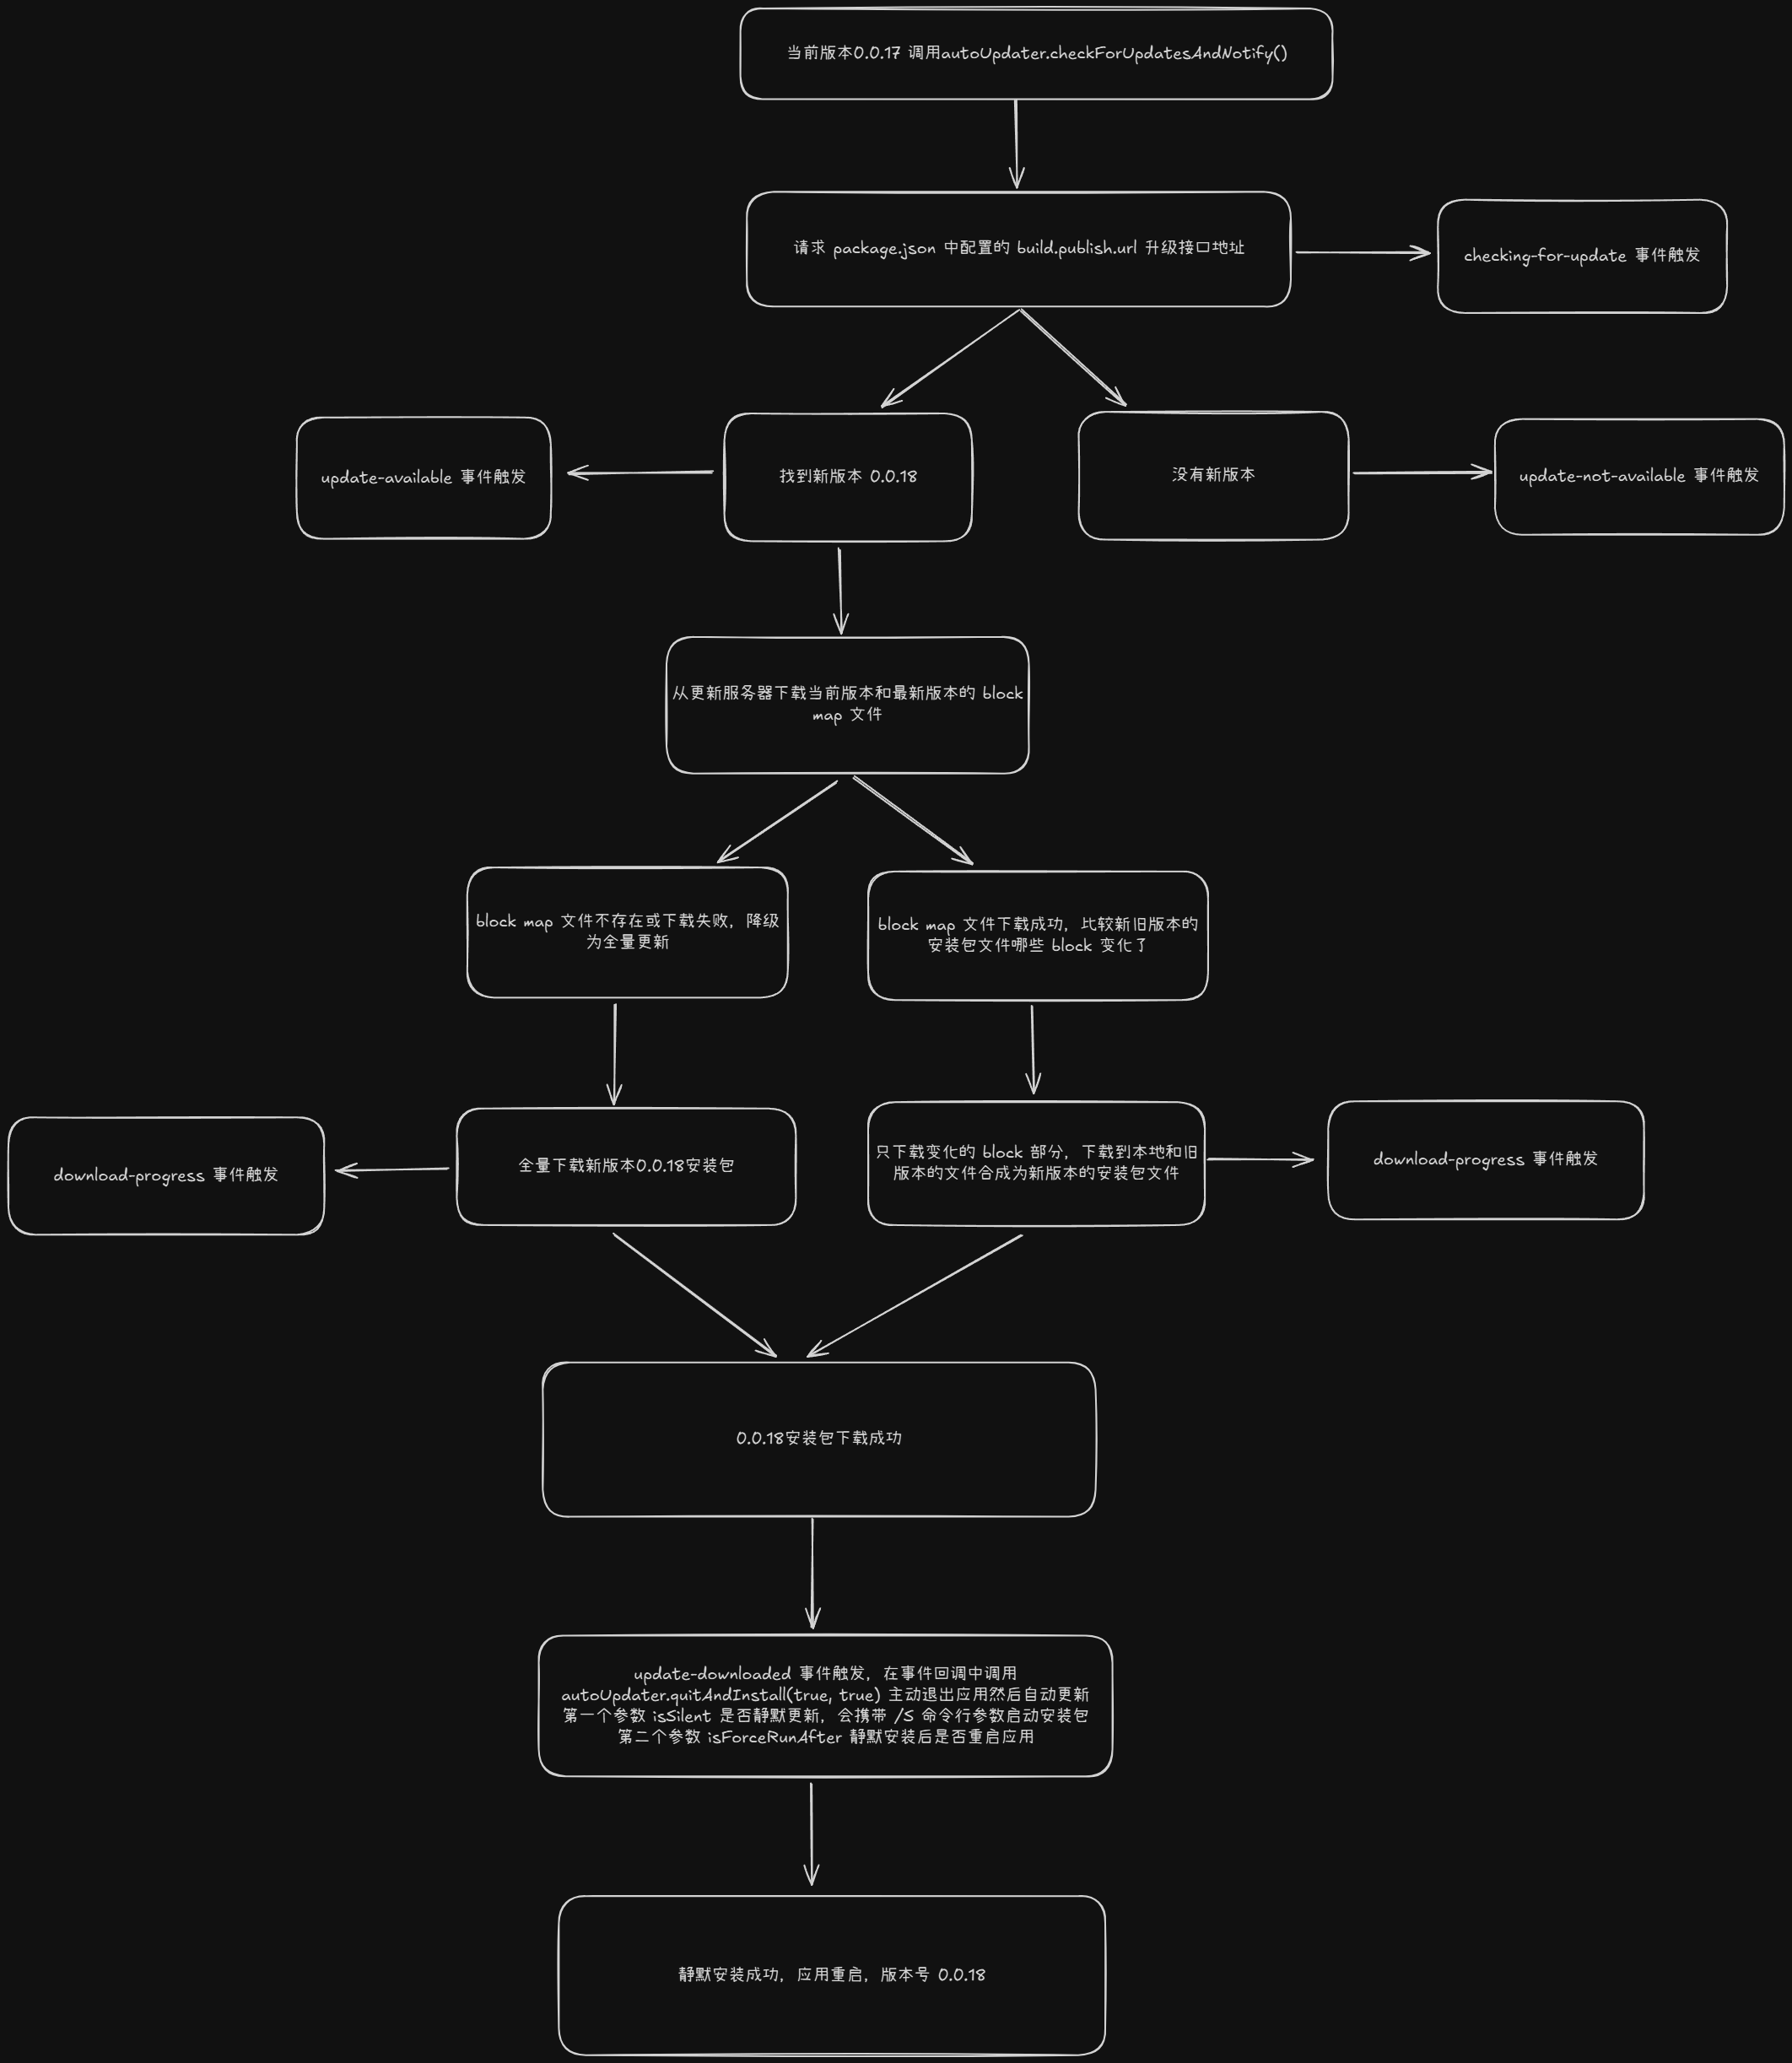 当前版本0.0.17 调用autoUpdater.checkForUpdatesAndNotify()
请求 package.json 中配置的 build.publish.url 升级接口地址
checking-for-update 事件触发
update-available 事件触发
找到新版本 0.0.18
没有新版本
update-not-available 事件触发
从更新服务器下载当前版本和最新版本的 block
map 文件
block map 文件不存在或下载失败，降级
为全量更新
block map 文件下载成功，比较新旧版本的
安装包文件哪些 block 变化了
download-progress 事件触发
全量下载新版本0.0.18安装包
只下载变化的 block 部分，下载到本地和旧
版本的文件合成为新版本的安装包文件
download-progress 事件触发
0.0.18安装包下载成功
update-downloaded 事件触发，在事件回调中调用
autoUpdater.quitAndInstall(true, true) 主动退出应用然后自动更新
第一个参数 isSilent 是否静默更新，会携带 /S 命令行参数启动安装包
第二个参数 isForceRunAfter 静默安装后是否重启应用
静默安装成功，应用重启，版本号 0.0.18